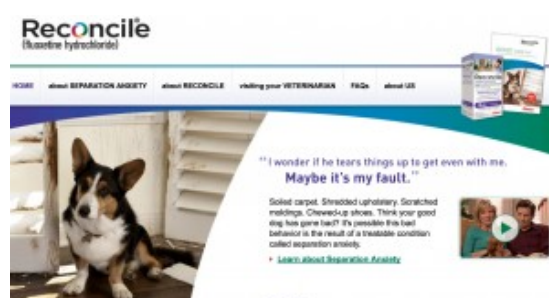 Reconcile
(fluoxetine hydrochloride)
HOME about SEPARATION ANXIETY about RECONCILE visiting your VETERINARIAN FAQs about US
"I wonder if he tears things up to get even with me.
Maybe it's my fault."
Soiled carpet. Shredded upholstery. Scratched
moldings. Chewed-up shoes. Think your good
dog has gone bad? It's possible this bad
behavior is the result of a treatable condition
called separation anxiety.
Learn about Separation Anxiety